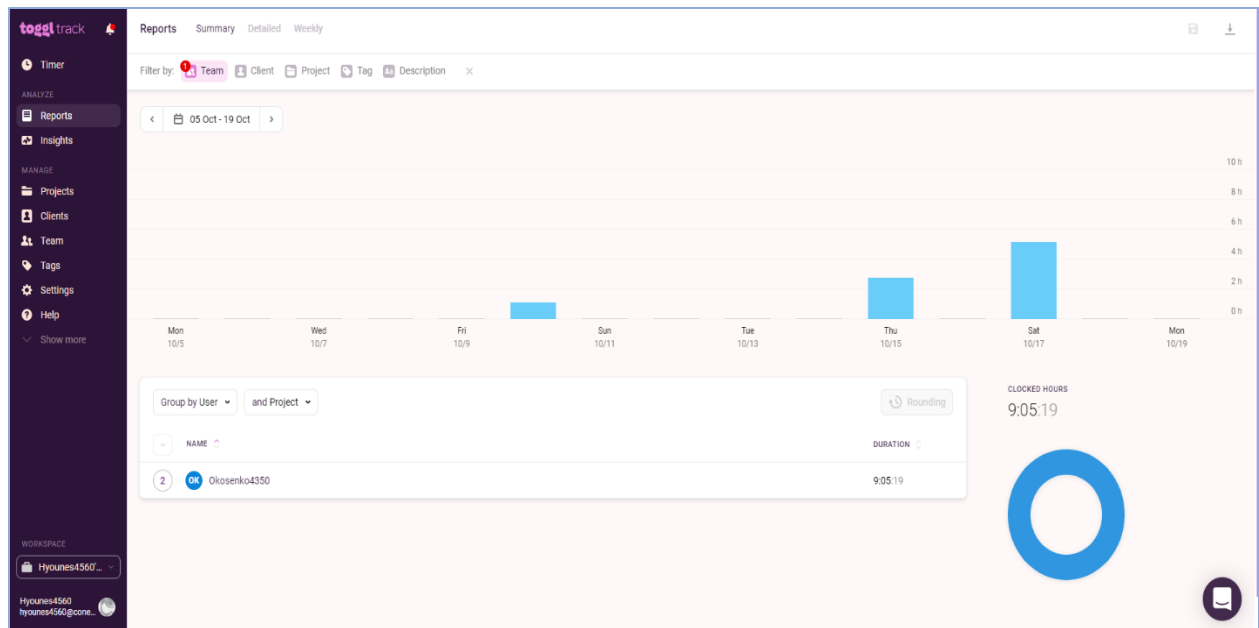 toggl track
Timer
ANALYZE
Reports
Insights
MANAGE
Projects
Clients
Team
Tags
Settings
Help
Show more
WORKSPACE
Hyounes4560'...
Hyounes4560
hyounes4560@cone...
Reports Summary Detailed Weekly
Filter by: 1 Team Client Project Tag Description
05 Oct - 19 Oct
10 h
8 h
6 h
4 h
2 h
0 h
Mon Wed Fri Sun Tue Thu Sat Mon
10/5 10/7 10/9 10/11 10/13 10/15 10/17 10/19
Group by User and Project Rounding
NAME DURATION
2 OK Okosenko4350 9:05:19
CLOCKED HOURS
9:05:19